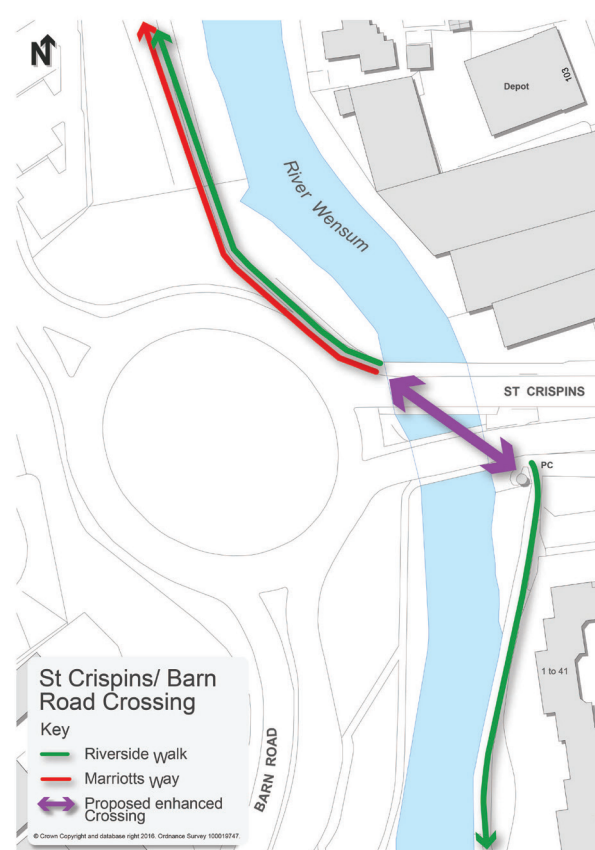 N
Depot
103
River Wensum
ST CRISPINS
PC
1 to 41
BARN ROAD
St Crispins/ Barn
Road Crossing
Key
Riverside walk
Marriotts way
Proposed enhanced
Crossing
© Crown Copyright and database right 2016. Ordnance Survey 100019747.